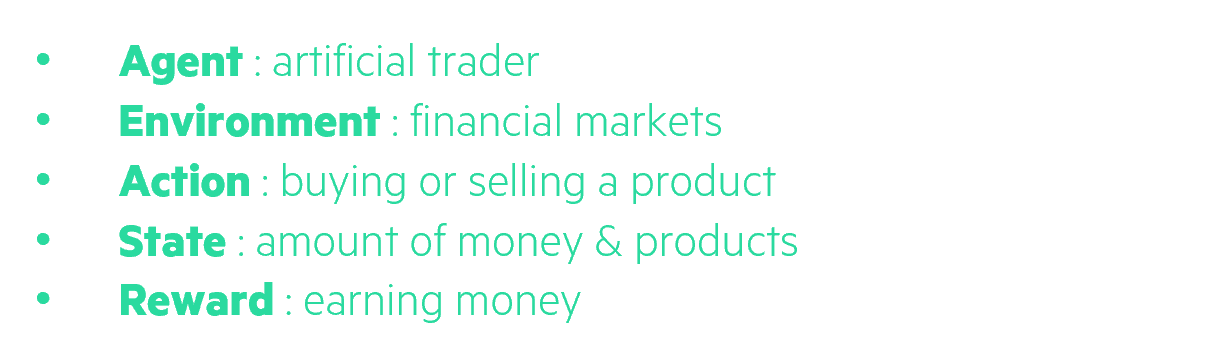 • Agent : artificial trader
• Environment : financial markets
• Action : buying or selling a product
• State : amount of money & products
• Reward : earning money